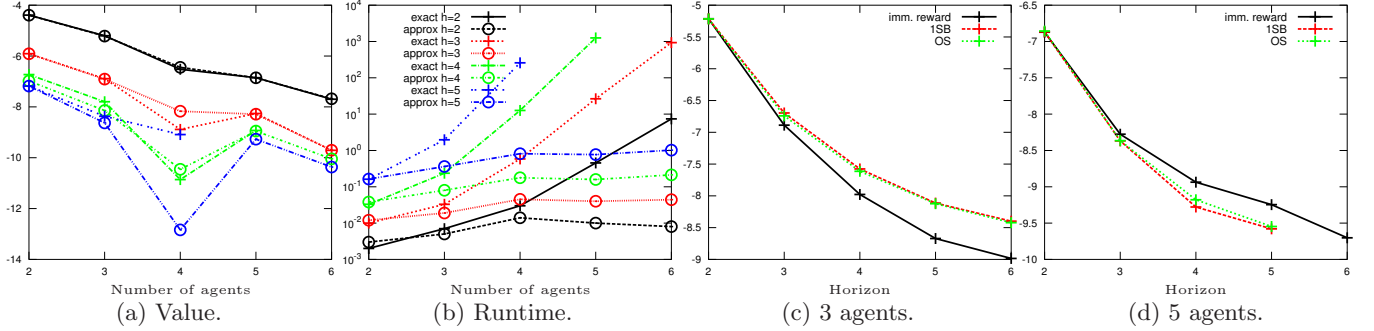 -4
-6
-8
-10
-12
-14
2 3 4 5 6
Number of agents
(a) Value.
10^4
10^3
10^2
10^1
10^0
10^-1
10^-2
10^-3
exact h=2
approx h=2
exact h=3
approx h=3
exact h=4
approx h=4
exact h=5
approx h=5
2 3 4 5 6
Number of agents
(b) Runtime.
-5
-5.5
-6
-6.5
-7
-7.5
-8
-8.5
-9
imm. reward
1SB
OS
2 3 4 5 6
Horizon
(c) 3 agents.
-6.5
-7
-7.5
-8
-8.5
-9
-9.5
-10
imm. reward
1SB
OS
2 3 4 5 6
Horizon
(d) 5 agents.